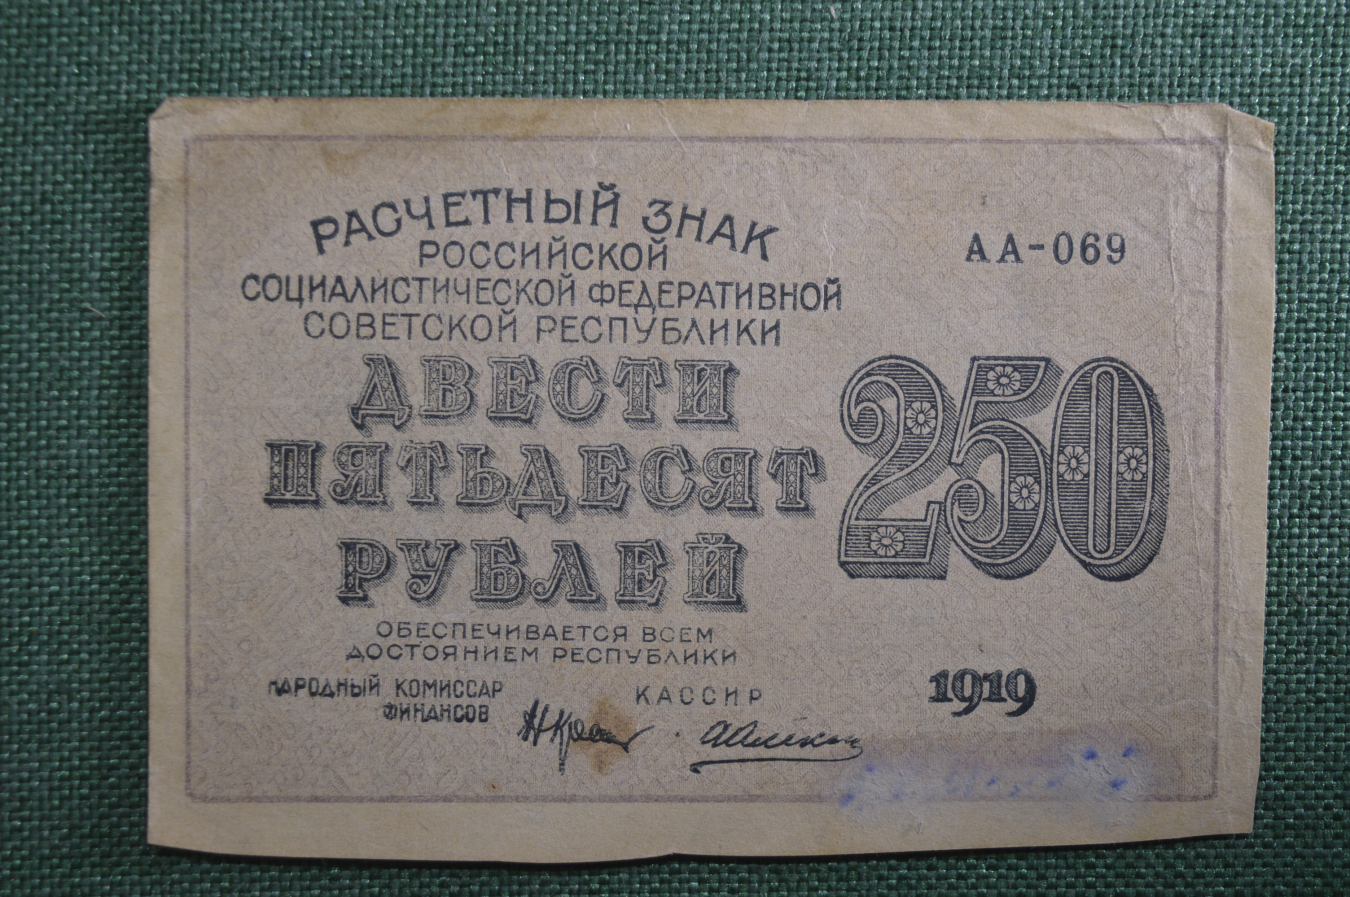 РАСЧЕТНЫЙ ЗНАК
РОССИЙСКОЙ
СОЦИАЛИСТИЧЕСКОЙ ФЕДЕРАТИВНОЙ
СОВЕТСКОЙ РЕСПУБЛИКИ
АА-069
ДВЕСТИ
ПЯТЬДЕСЯТ
РУБЛЕЙ
250
ОБЕСПЕЧИВАЕТСЯ ВСЕМ
ДОСТОЯНИЕМ РЕСПУБЛИКИ
НАРОДНЫЙ КОМИССАР
ФИНАНСОВ
КАССИР
1919